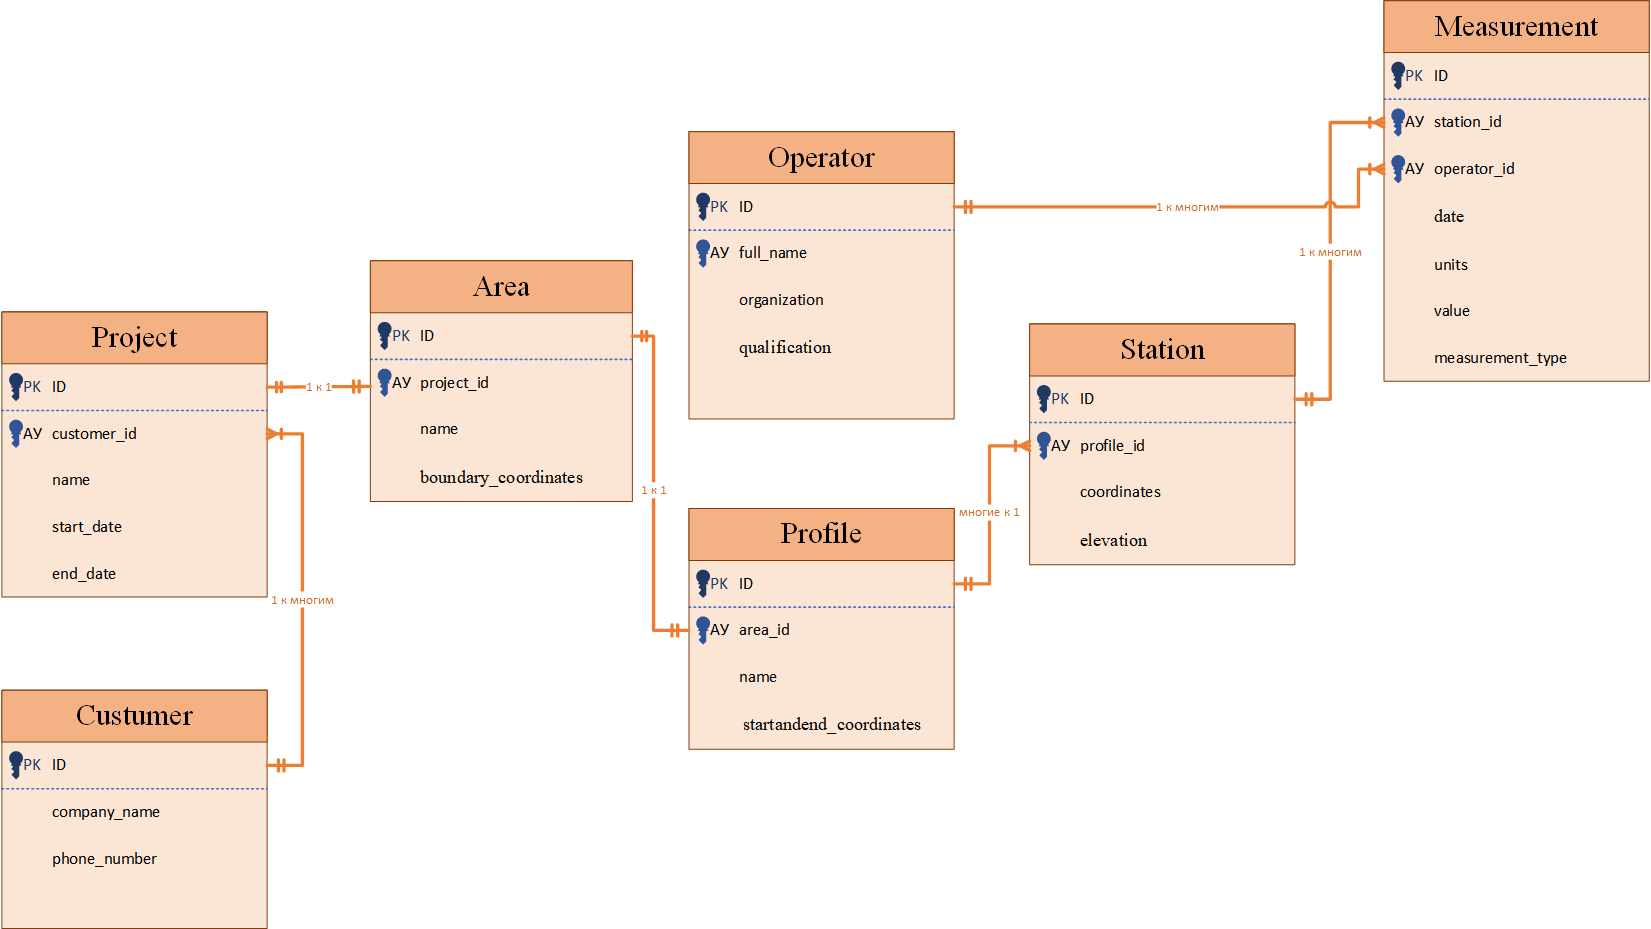 Project
PK ID
АУ customer_id
name
start_date
end_date
1 к 1
1 к многим
Custumer
PK ID
company_name
phone_number
Area
PK ID
АУ project_id
name
boundary_coordinates
1 к 1
Operator
PK ID
АУ full_name
organization
qualification
1 к многим
Profile
PK ID
АУ area_id
name
startandend_coordinates
многие к 1
Station
PK ID
АУ profile_id
coordinates
elevation
1 к многим
Measurement
PK ID
АУ station_id
АУ operator_id
date
units
value
measurement_type